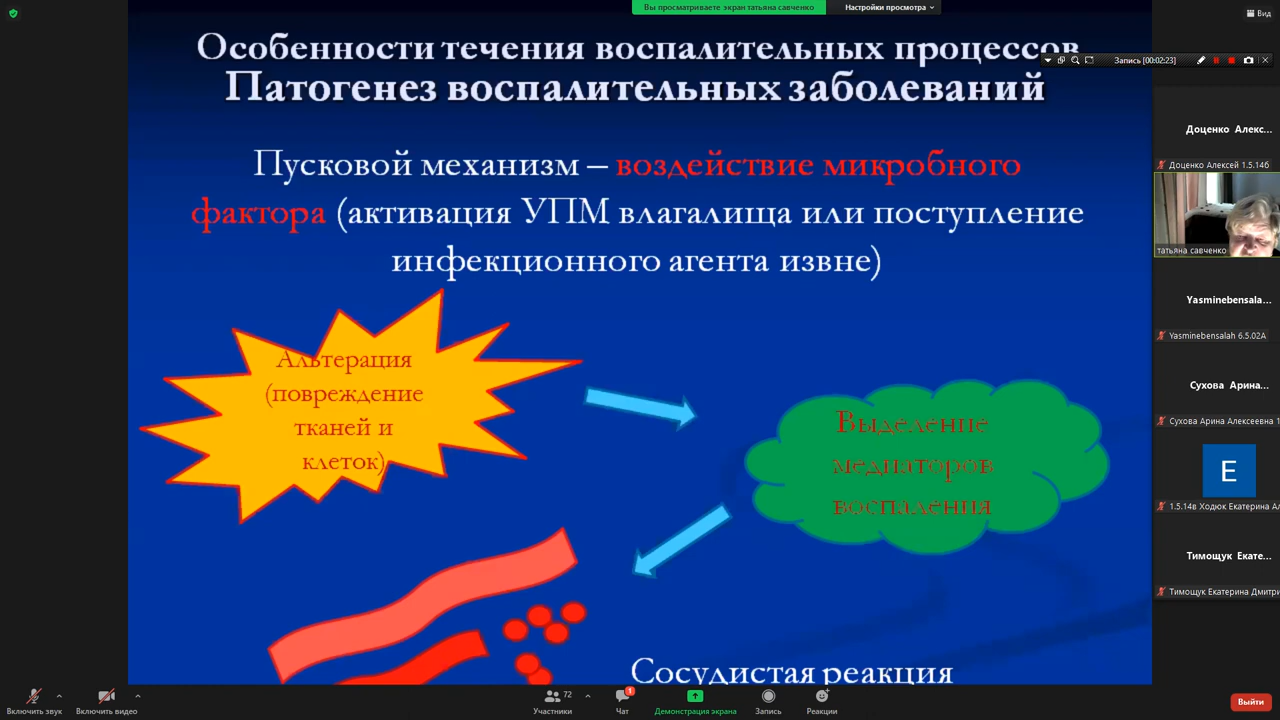 Вы просматриваете экран татьяна савченко
Настройки просмотра
Вид
Особенности течения воспалительных процессов
Патогенез воспалительных заболеваний
Запись [00:02:23]
Пусковой механизм – воздействие микробного
фактора (активация УПМ влагалища или поступление
инфекционного агента извне)
Альтерация
(повреждение
тканей и
клеток)
Выделение
медиаторов
воспаления
Сосудистая реакция
Доценко Алекс...
Доценко Алексей 1.5.14б
татьяна савченко
Yasminebensala...
Yasminebensalah 6.5.02A
Сухова Арина...
Сухова Арина Алексеевна 1
E
1.5.14в Ходюк Екатерина Ал
Тимощук Екате...
Тимощук Екатерина Дмитри
Включить звук
Включить видео
72
Участники
1
Чат
Демонстрация экрана
Запись
Реакции
Выйти